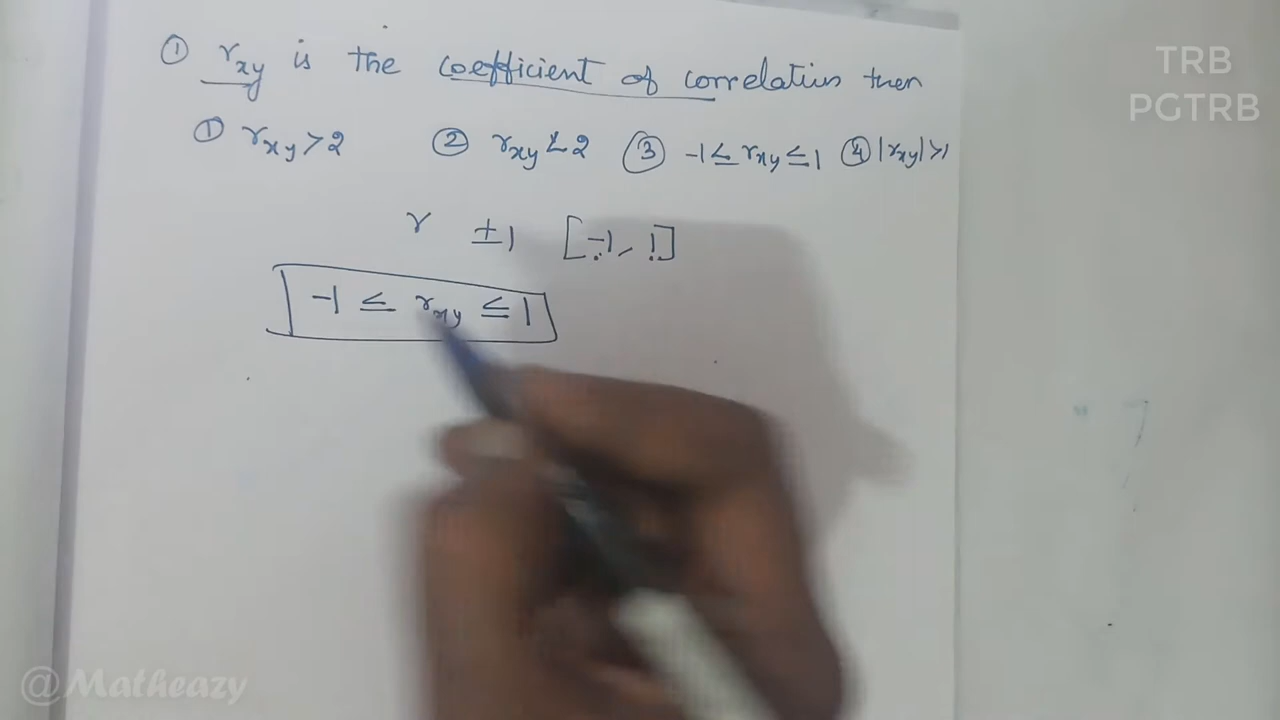 ① r_xy is the coefficient of correlation then
① r_xy > 2 ② r_xy < 2 ③ -1 ≤ r_xy ≤ 1 ④ |r_xy| > 1
r ±1 [-1, 1]
-1 ≤ r_xy ≤ 1
TRB
PGTRB
@Matheazy